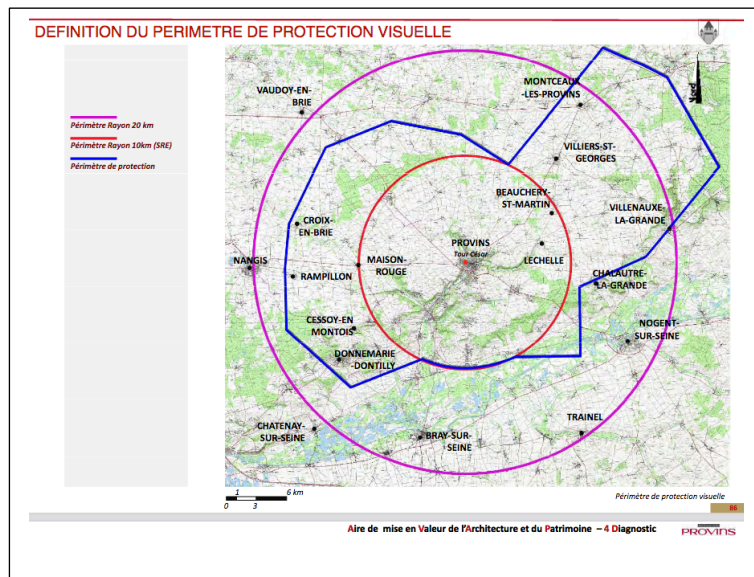 DEFINITION DU PERIMETRE DE PROTECTION VISUELLE
Périmètre Rayon 20 km
Périmètre Rayon 10km (SRE)
Périmètre de protection
Nord
VAUDOY-EN-
BRIE
MONTCEAUX
-LES-PROVINS
VILLIERS-ST-
GEORGES
BEAUCHERY-
ST-MARTIN
VILLENAUXE-
LA-GRANDE
CROIX-
EN-BRIE
PROVINS
Tour César
LECHELLE
NANGIS
MAISON-
ROUGE
RAMPILLON
CHALAUTRE-
LA-GRANDE
CESSOY-EN
MONTOIS
NOGENT-
SUR-SEINE
DONNEMARIE
-DONTILLY
CHATENAY-
SUR-SEINE
BRAY-SUR-
SEINE
TRAINEL
1 6 km
0 3
Périmètre de protection visuelle
86
Aire de mise en Valeur de l'Architecture et du Patrimoine – 4 Diagnostic
PROVINS